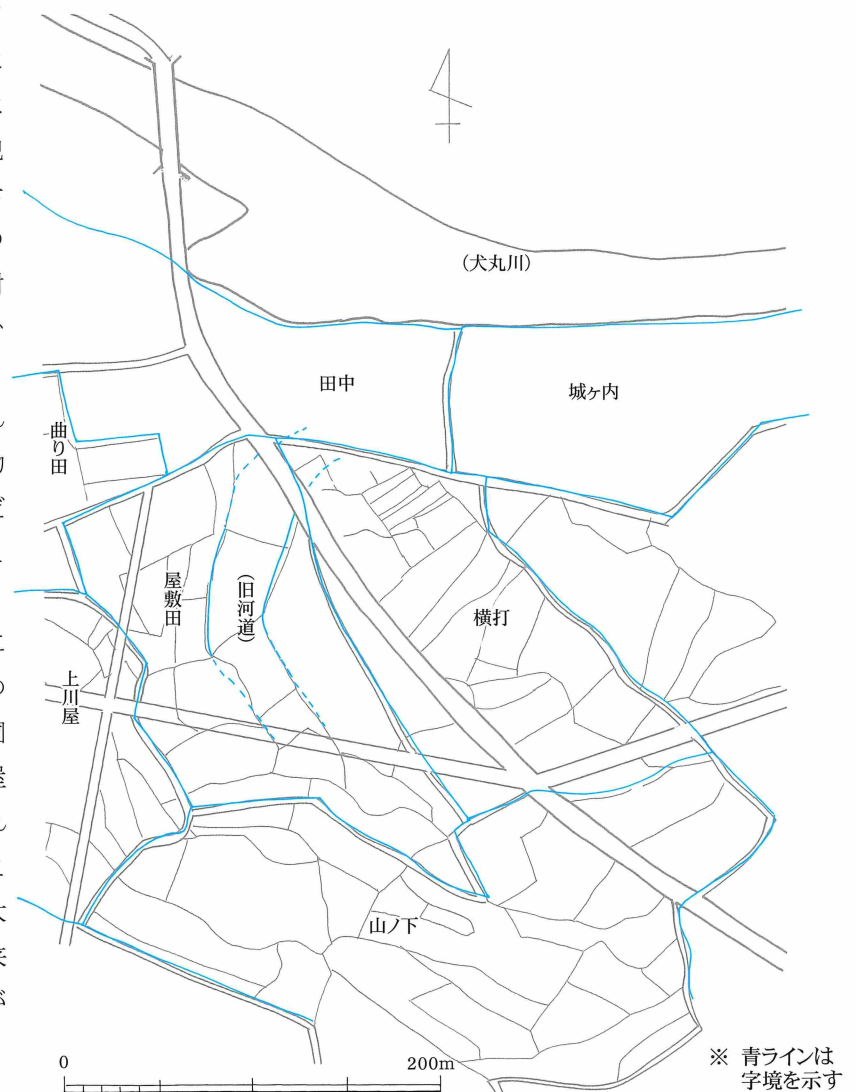 (犬丸川)
田中
城ヶ内
曲り田
屋敷田
(旧河道)
横打
上川屋
山ノ下
0
200m
※ 青ラインは
字境を示す